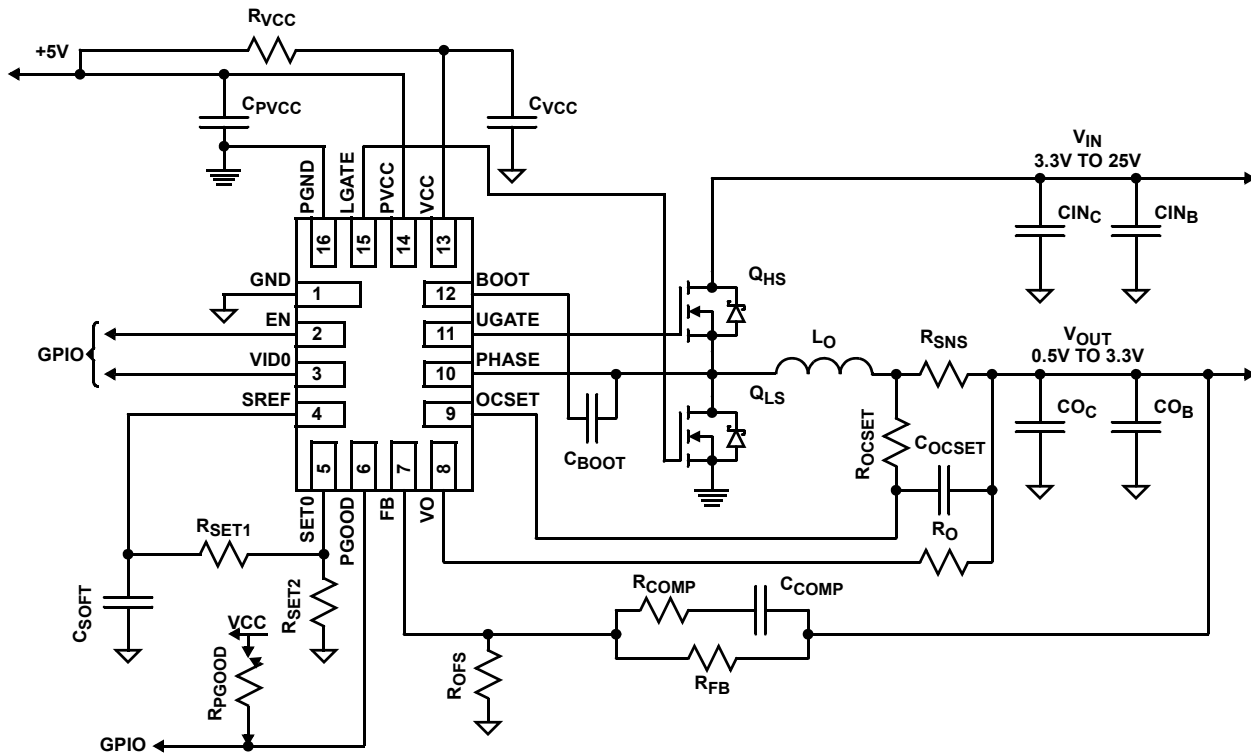 RVCC
+5V
CPVCC
CVCC
VIN
3.3V TO 25V
PGND
LGATE
PVCC
VCC
16
15
14
13
CINC
CINB
GND
1
12
BOOT
QHS
EN
2
11
UGATE
GPIO
VID0
3
10
PHASE
LO
RSNS
VOUT
0.5V TO 3.3V
SREF
4
9
OCSET
QLS
CBOOT
ROCSET
COCSET
COC
COB
5
6
7
8
SET0
PGOOD
FB
VO
RSET1
RO
CSOFT
RSET2
RCOMP
CCOMP
VCC
RPGOOD
ROFS
RFB
GPIO